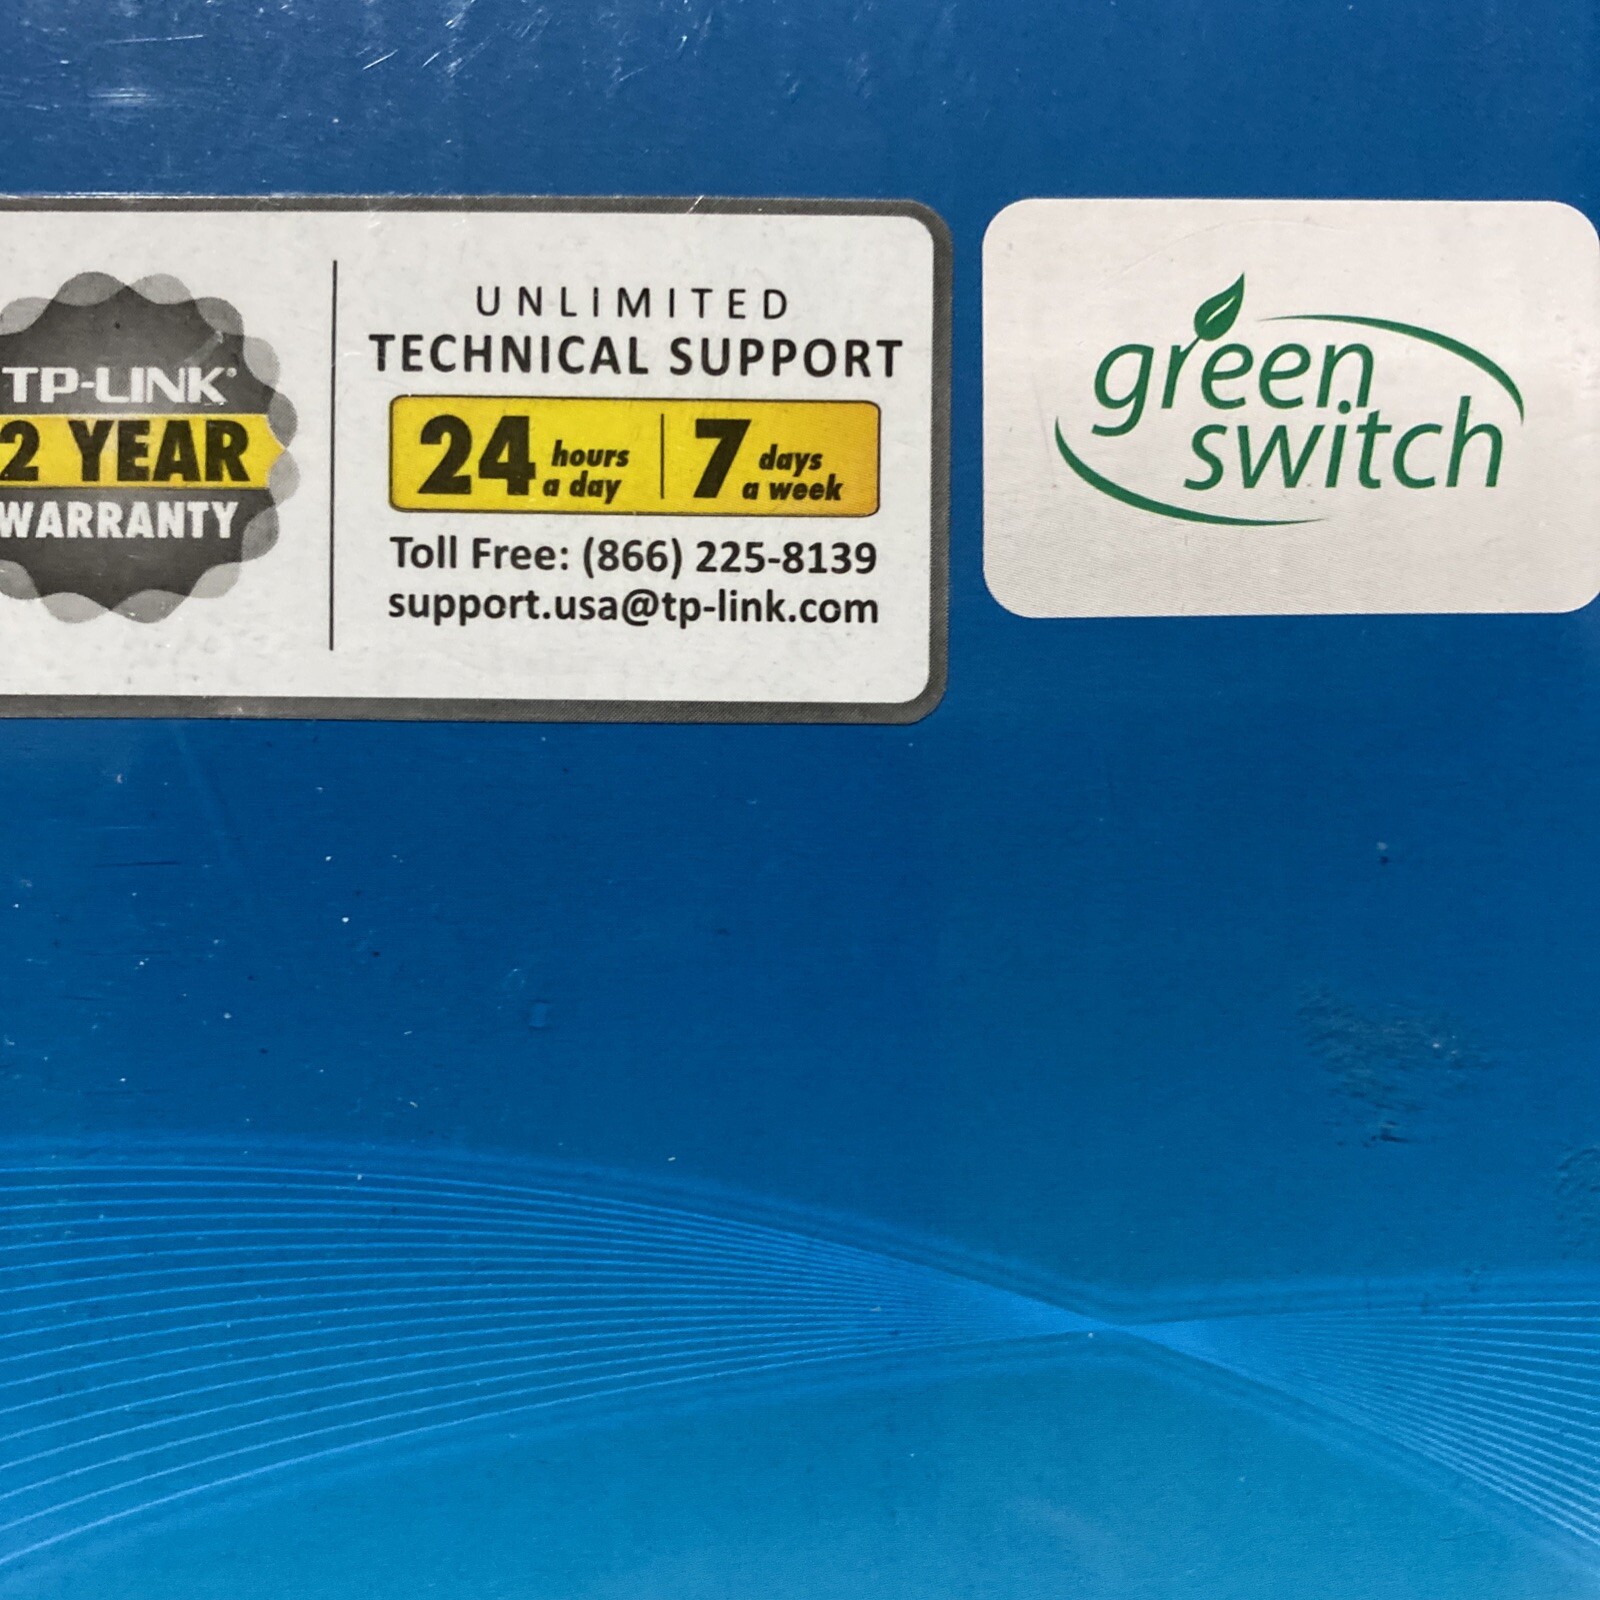 TP-LINK®
2 YEAR
WARRANTY
UNLIMITED
TECHNICAL SUPPORT
24 hours a day | 7 days a week
Toll Free: (866) 225-8139
support.usa@tp-link.com
green
switch